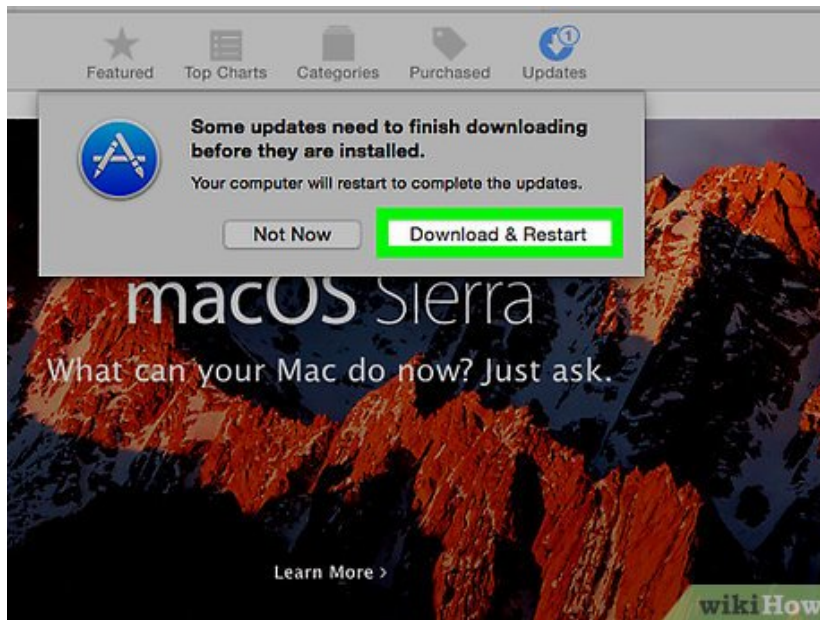 Featured Top Charts Categories Purchased Updates 1
Some updates need to finish downloading
before they are installed.
Your computer will restart to complete the updates.
Not Now Download & Restart
macOS Sierra
What can your Mac do now? Just ask.
Learn More >
wikiHow